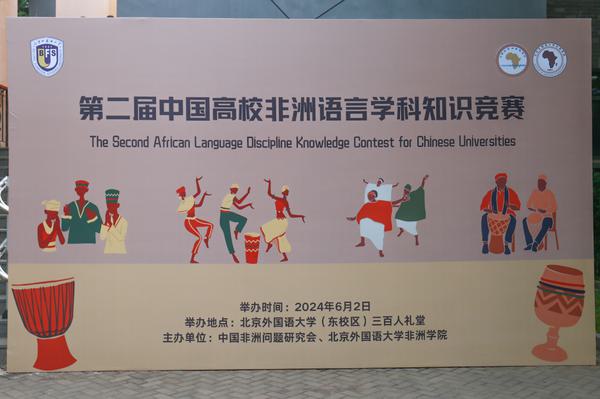 BFSU
第二届中国高校非洲语言学科知识竞赛
The Second African Language Discipline Knowledge Contest for Chinese Universities
举办时间：2024年6月2日
举办地点：北京外国语大学（东校区）三百人礼堂
主办单位：中国非洲问题研究会、北京外国语大学非洲学院